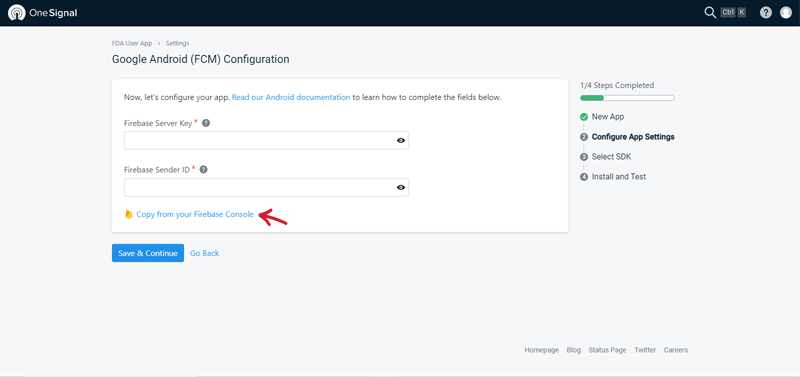 OneSignal
Ctrl K
FDA User App > Settings
Google Android (FCM) Configuration
Now, let's configure your app. Read our Android documentation to learn how to complete the fields below.
Firebase Server Key *
Firebase Sender ID *
Copy from your Firebase Console
Save & Continue Go Back
1/4 Steps Completed
New App
2 Configure App Settings
3 Select SDK
4 Install and Test
Homepage Blog Status Page Twitter Careers